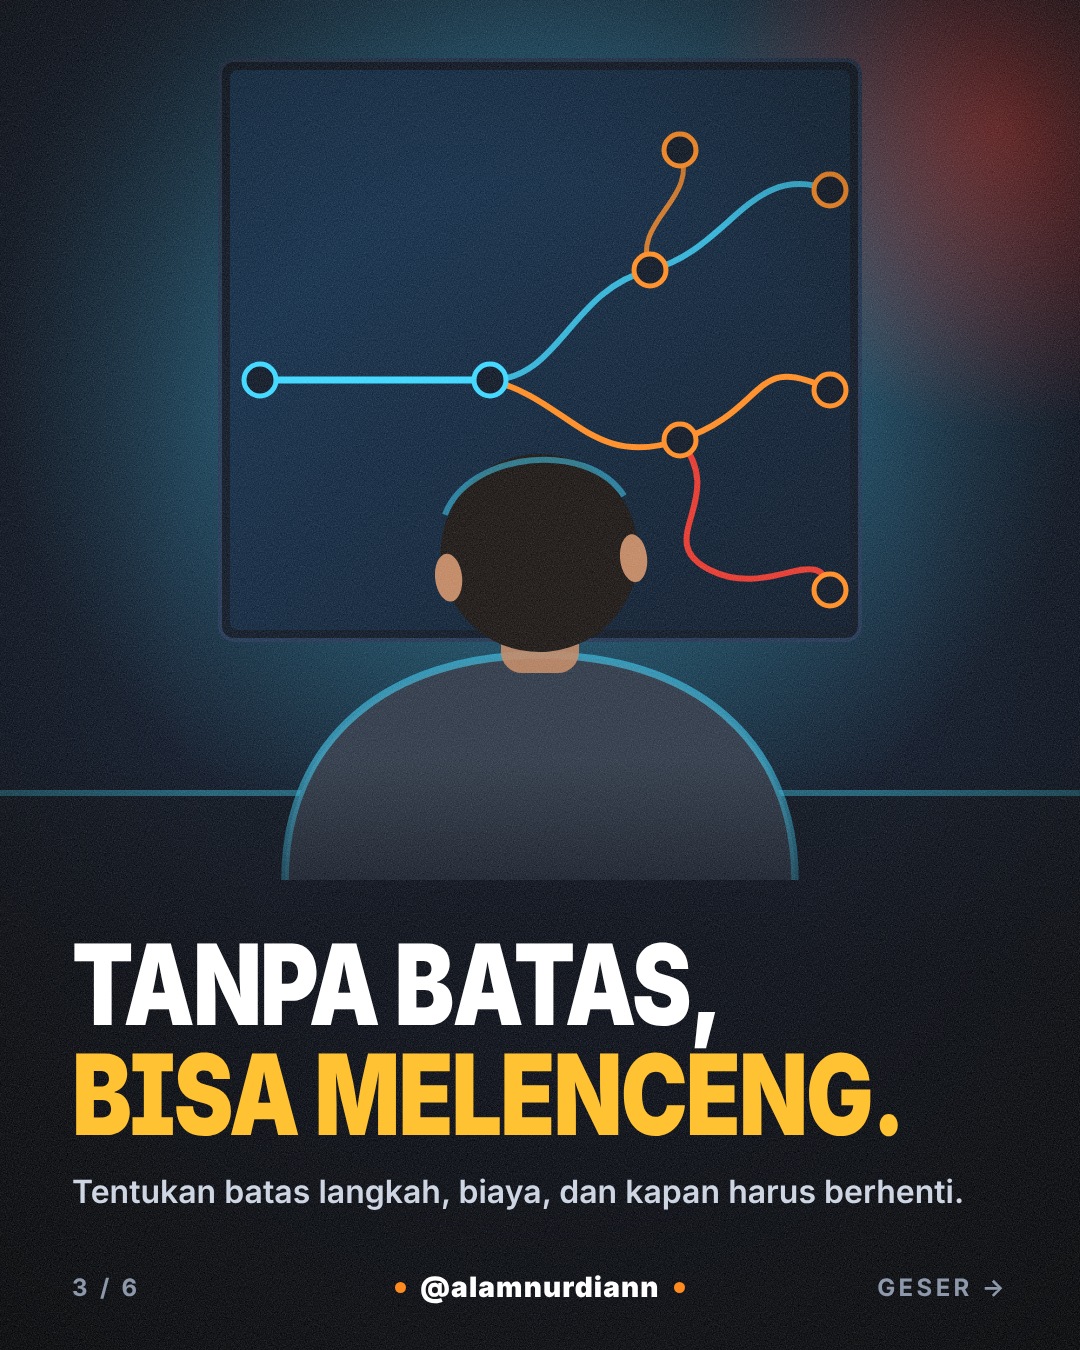 TANPA BATAS,
BISA MELENCENG.
Tentukan batas langkah, biaya, dan kapan harus berhenti.
3 / 6
• @alamnurdiann •
GESER →